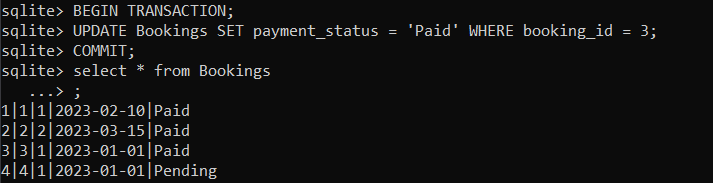 sqlite> BEGIN TRANSACTION;
sqlite> UPDATE Bookings SET payment_status = 'Paid' WHERE booking_id = 3;
sqlite> COMMIT;
sqlite> select * from Bookings
   ...> ;
1|1|1|2023-02-10|Paid
2|2|2|2023-03-15|Paid
3|3|1|2023-01-01|Paid
4|4|1|2023-01-01|Pending